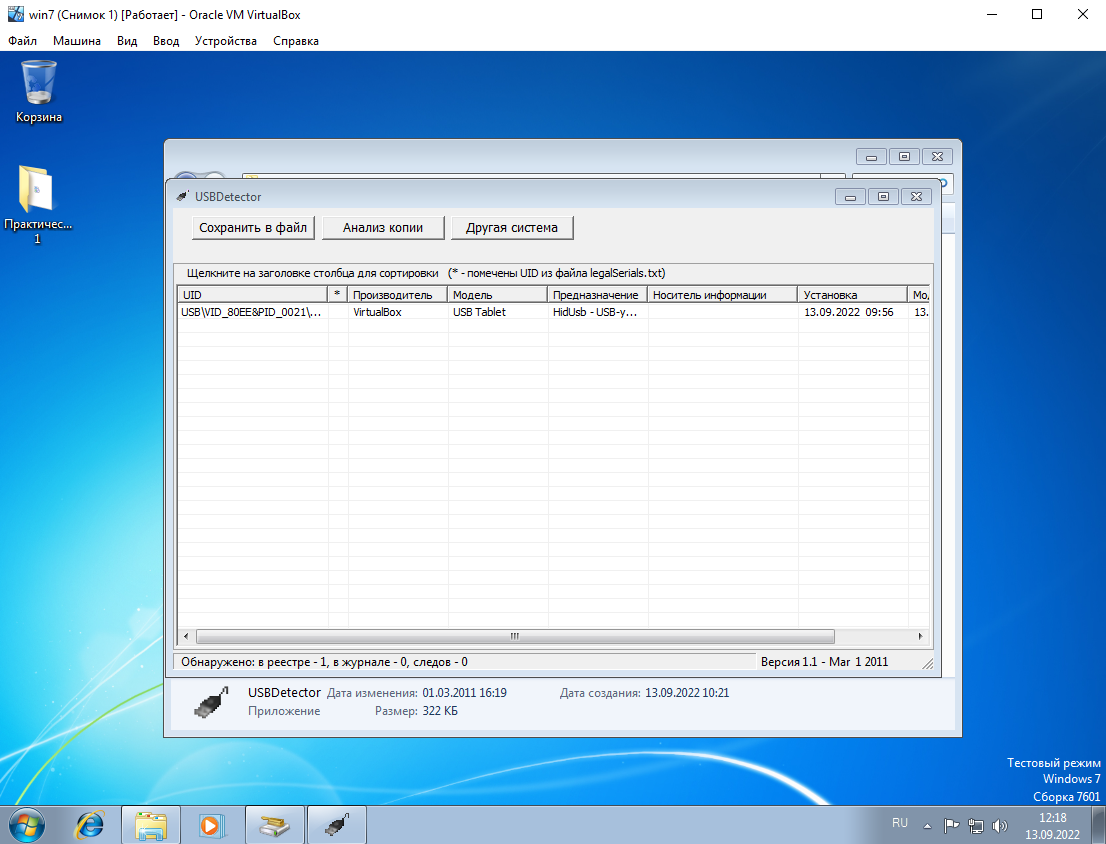 win7 (Снимок 1) [Работает] - Oracle VM VirtualBox
Файл Машина Вид Ввод Устройства Справка
Корзина
Практичес...
1
USBDetector
Сохранить в файл Анализ копии Другая система
Щелкните на заголовке столбца для сортировки (* - помечены UID из файла legalSerials.txt)
UID * Производитель Модель Предназначение Носитель информации Установка Мо,
USB\VID_80EE&PID_0021\... VirtualBox USB Tablet HidUsb - USB-у... 13.09.2022 09:56 13.
Обнаружено: в реестре - 1, в журнале - 0, следов - 0 Версия 1.1 - Mar 1 2011
USBDetector Дата изменения: 01.03.2011 16:19 Дата создания: 13.09.2022 10:21
Приложение Размер: 322 КБ
Тестовый режим
Windows 7
Сборка 7601
RU
12:18
13.09.2022